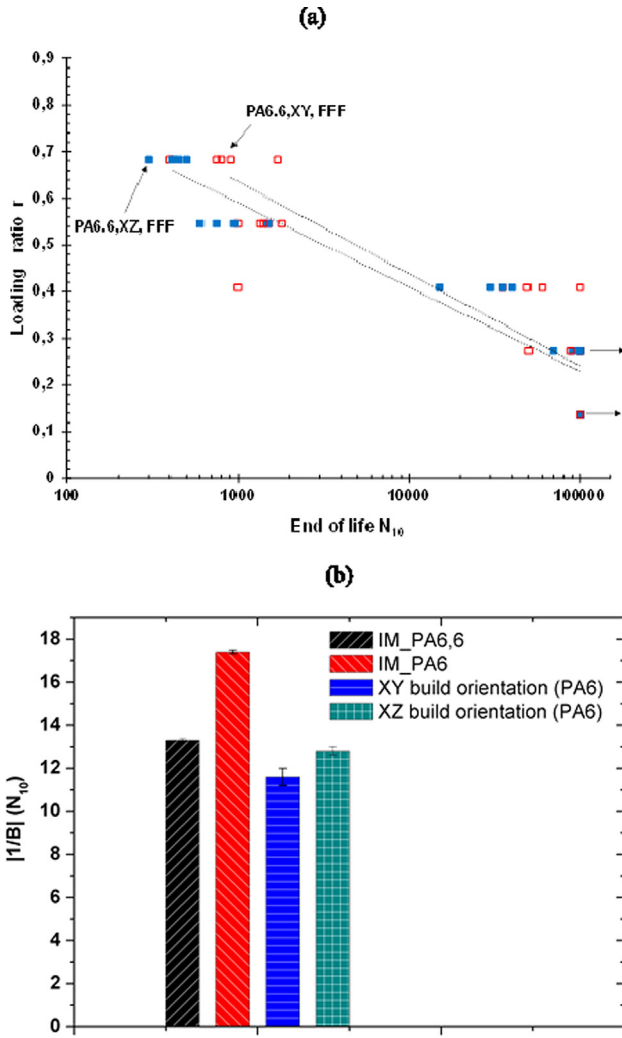 (a)
0,9
0,8
PA6.6,XY, FFF
0,7
0,6
PA6.6,XZ, FFF
0,5
0,4
0,3
0,2
0,1
0
Loading ratio r
100
1000
10000
100000
End of life N10
(b)
18
16
14
12
10
8
6
4
2
0
|1/B| (N10)
IM_PA6,6
IM_PA6
XY build orientation (PA6)
XZ build orientation (PA6)